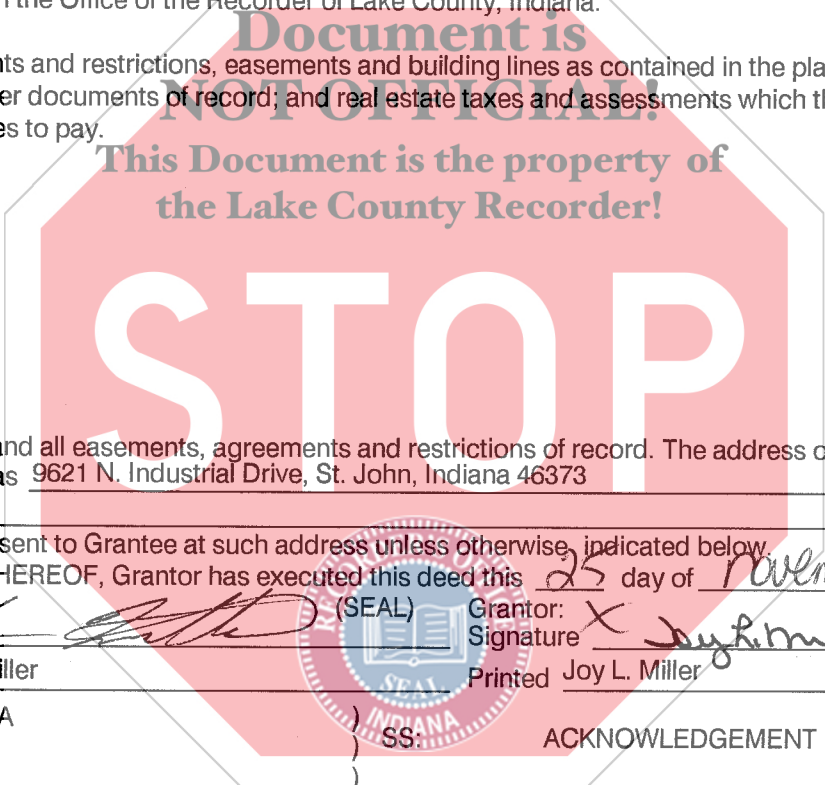 the Office of the Recorder of Lake County, Indiana.
Document is
nts and restrictions, easements and building lines as contained in the pla
er documents of record; and real estate taxes and assessments which th
NOT OFFICIAL!
es to pay.
This Document is the property of
the Lake County Recorder!
STOP
and all easements, agreements and restrictions of record. The address o
as 9621 N. Industrial Drive, St. John, Indiana 46373
sent to Grantee at such address unless otherwise indicated below.
HEREOF, Grantor has executed this deed this 25 day of novem
(SEAL) Grantor: X
Signature Joy L. M
iller Printed Joy L. Miller
SEAL
INDIANA
A ) SS: ACKNOWLEDGEMENT
)